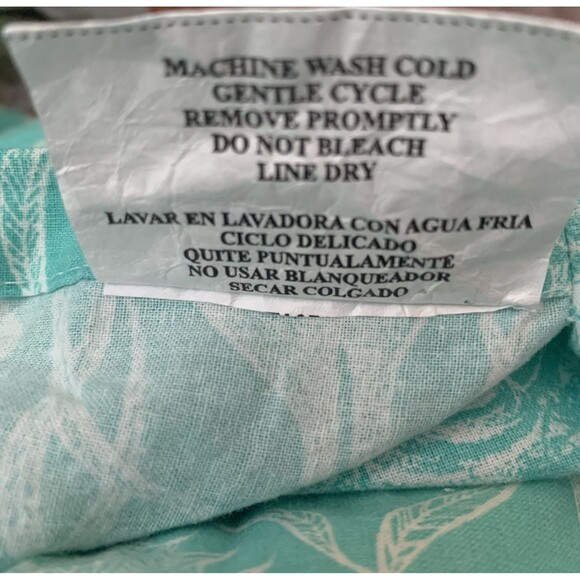 MACHINE WASH COLD
GENTLE CYCLE
REMOVE PROMPTLY
DO NOT BLEACH
LINE DRY
LAVAR EN LAVADORA CON AGUA FRIA
CICLO DELICADO
QUITE PUNTUALAMENTE
NO USAR BLANQUEADOR
SECAR COLGADO